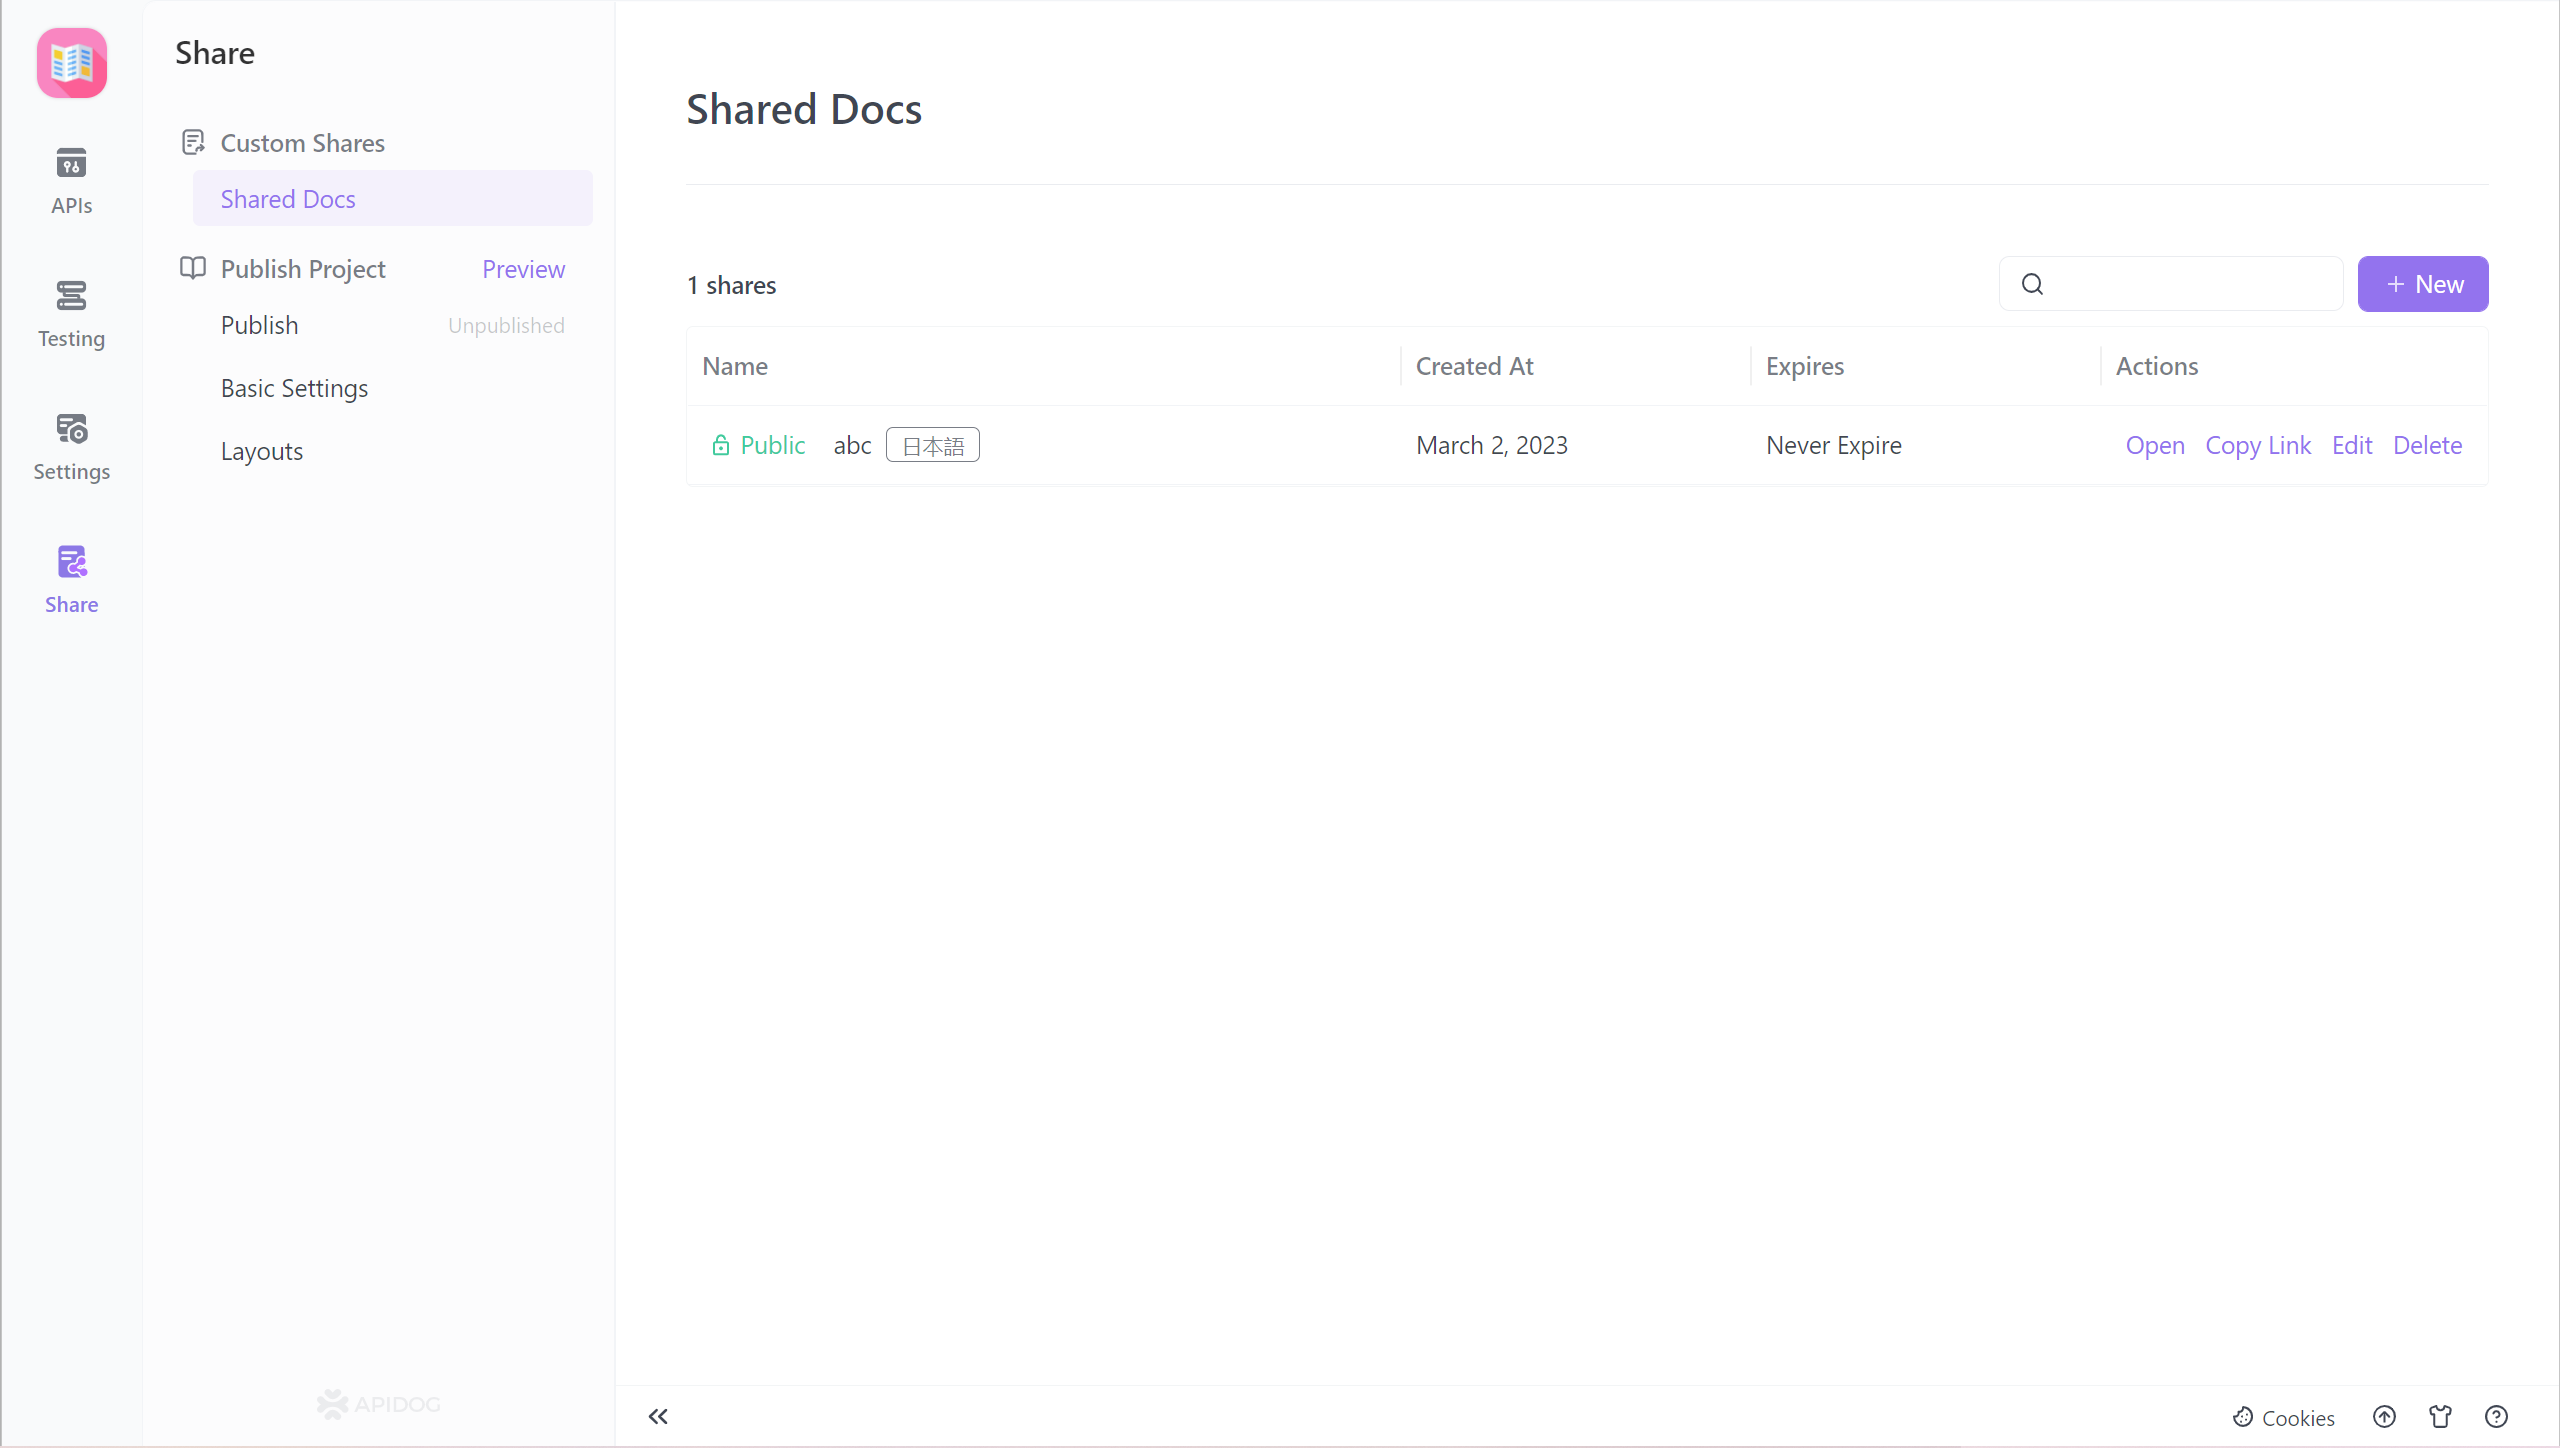 Share
Custom Shares
Shared Docs
Publish Project Preview
Publish Unpublished
Basic Settings
Layouts
APIs
Testing
Settings
Share
APIDOG
Shared Docs
1 shares
+ New
Name Created At Expires Actions
Public abc 日本語 March 2, 2023 Never Expire Open Copy Link Edit Delete
Cookies